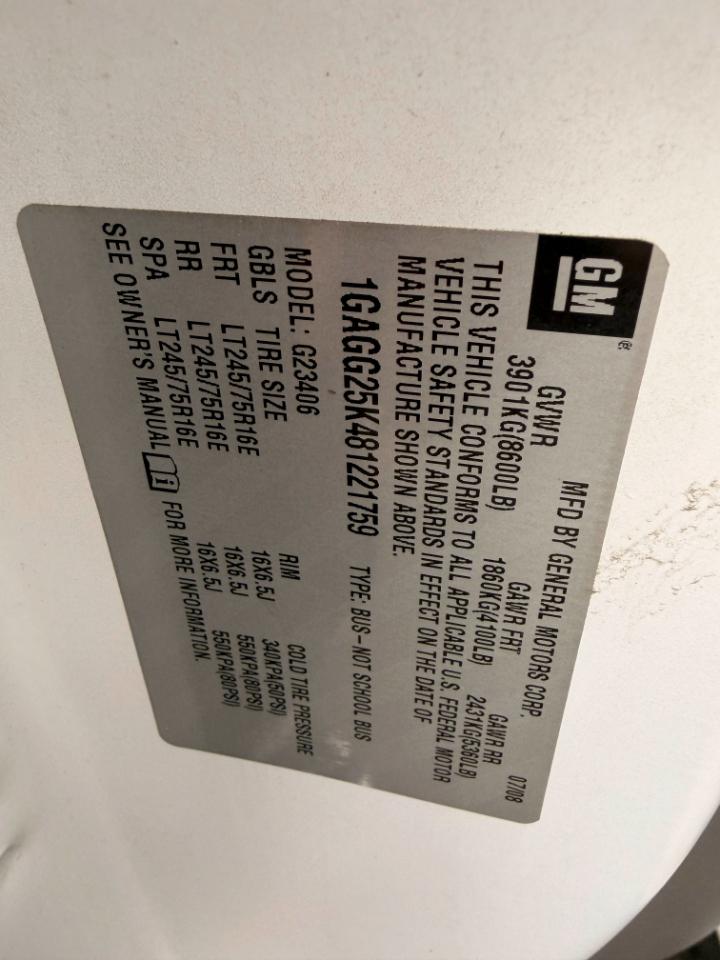 GM®
MFD BY GENERAL MOTORS CORP. 07/08
GVWR GAWR FRT GAWR RR
3901KG(8600LB) 1860KG(4100LB) 2431KG(5360LB)
THIS VEHICLE CONFORMS TO ALL APPLICABLE U.S. FEDERAL MOTOR
VEHICLE SAFETY STANDARDS IN EFFECT ON THE DATE OF
MANUFACTURE SHOWN ABOVE.
1GAGG25K481221759 TYPE: BUS-NOT SCHOOL BUS
MODEL: G23406
GBLS TIRE SIZE RIM COLD TIRE PRESSURE
FRT LT245/75R16E 16X6.5J 340KPA(50PSI)
RR LT245/75R16E 16X6.5J 550KPA(80PSI)
SPA LT245/75R16E 16X6.5J 550KPA(80PSI)
SEE OWNER'S MANUAL FOR MORE INFORMATION.